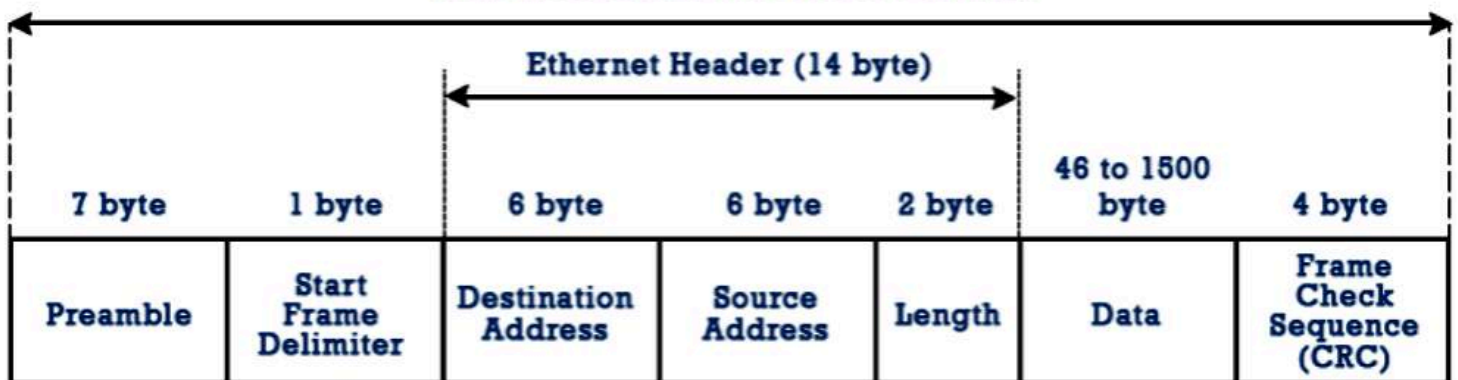 Ethernet Header (14 byte)
46 to 1500
7 byte 1 byte 6 byte 6 byte 2 byte byte 4 byte
Preamble
Start
Frame
Delimiter
Destination
Address
Source
Address
Length
Data
Frame
Check
Sequence
(CRC)